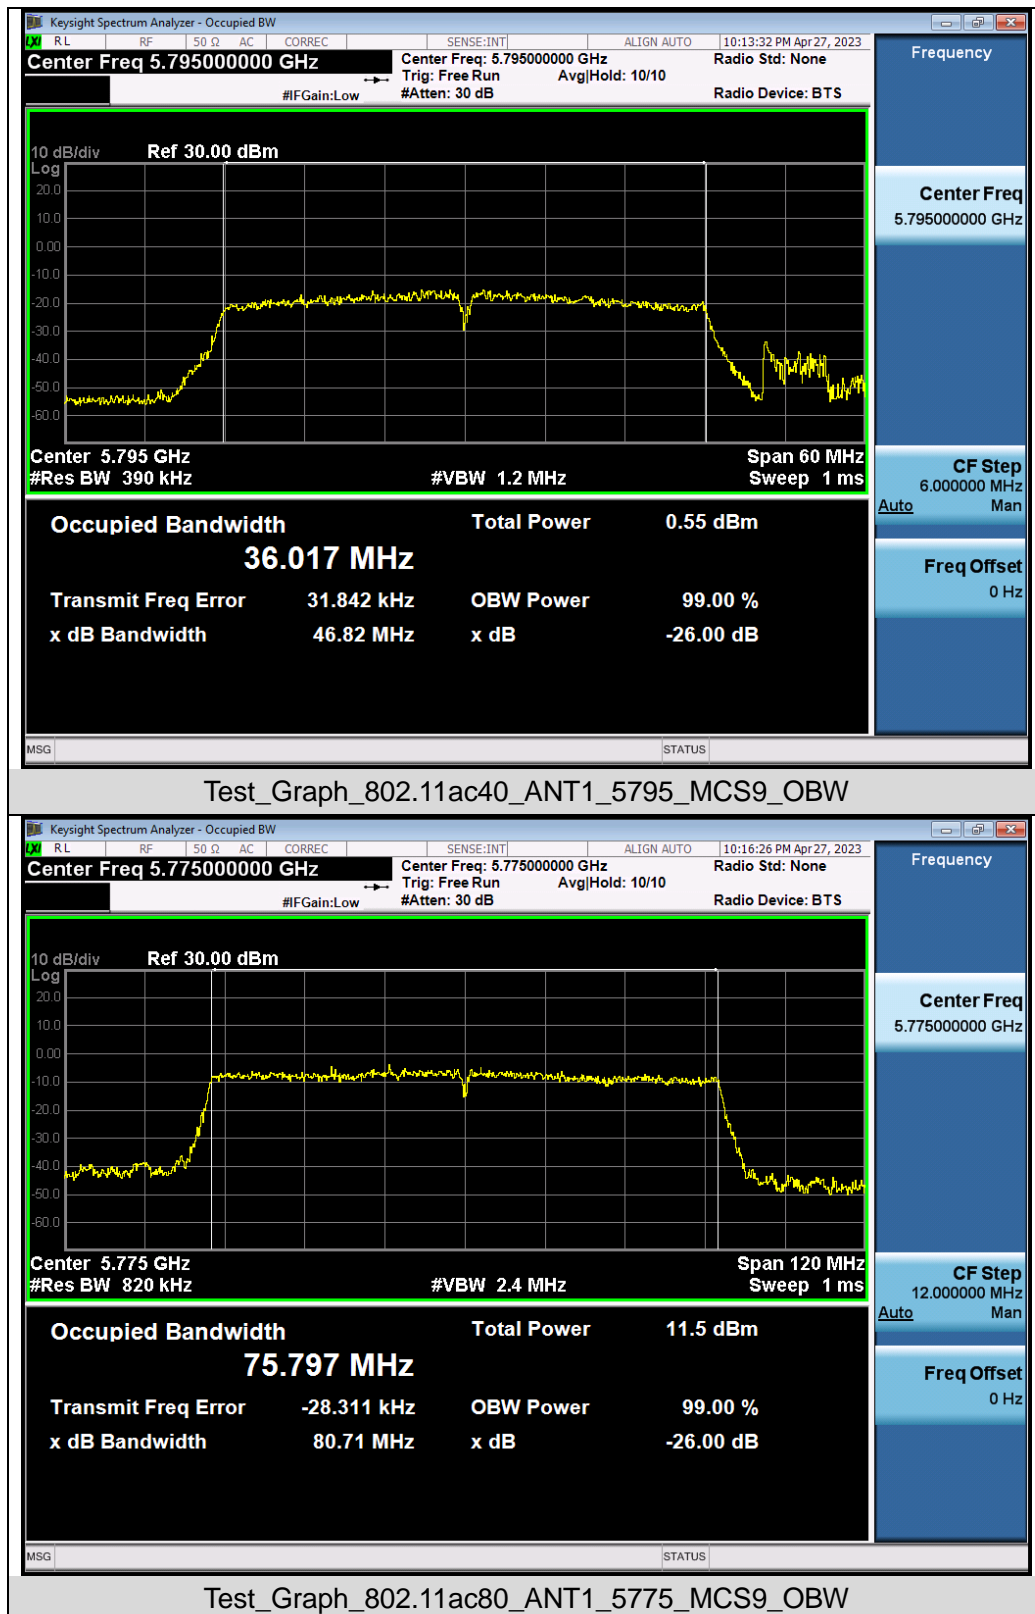 Keysight Spectrum Analyzer - Occupied BW
LXI RL RF 50 Ω AC CORREC SENSE:INT ALIGN AUTO 10:13:32 PM Apr 27, 2023
Center Freq 5.795000000 GHz
Center Freq: 5.795000000 GHz
Radio Std: None
Trig: Free Run Avg|Hold: 10/10
#IFGain:Low
#Atten: 30 dB
Radio Device: BTS
Frequency
10 dB/div Ref 30.00 dBm
Log
20.0
10.0
0.00
-10.0
-20.0
-30.0
-40.0
-50.0
-60.0
Center Freq
5.795000000 GHz
Center 5.795 GHz Span 60 MHz
#Res BW 390 kHz #VBW 1.2 MHz Sweep 1 ms
CF Step
6.000000 MHz
Auto Man
Freq Offset
0 Hz
Occupied Bandwidth Total Power 0.55 dBm
36.017 MHz
Transmit Freq Error 31.842 kHz OBW Power 99.00 %
x dB Bandwidth 46.82 MHz x dB -26.00 dB
MSG STATUS
Test_Graph_802.11ac40_ANT1_5795_MCS9_OBW
Keysight Spectrum Analyzer - Occupied BW
LXI RL RF 50 Ω AC CORREC SENSE:INT ALIGN AUTO 10:16:26 PM Apr 27, 2023
Center Freq 5.775000000 GHz
Center Freq: 5.775000000 GHz
Radio Std: None
Trig: Free Run Avg|Hold: 10/10
#IFGain:Low
#Atten: 30 dB
Radio Device: BTS
Frequency
10 dB/div Ref 30.00 dBm
Log
20.0
10.0
0.00
-10.0
-20.0
-30.0
-40.0
-50.0
-60.0
Center Freq
5.775000000 GHz
Center 5.775 GHz Span 120 MHz
#Res BW 820 kHz #VBW 2.4 MHz Sweep 1 ms
CF Step
12.000000 MHz
Auto Man
Freq Offset
0 Hz
Occupied Bandwidth Total Power 11.5 dBm
75.797 MHz
Transmit Freq Error -28.311 kHz OBW Power 99.00 %
x dB Bandwidth 80.71 MHz x dB -26.00 dB
MSG STATUS
Test_Graph_802.11ac80_ANT1_5775_MCS9_OBW